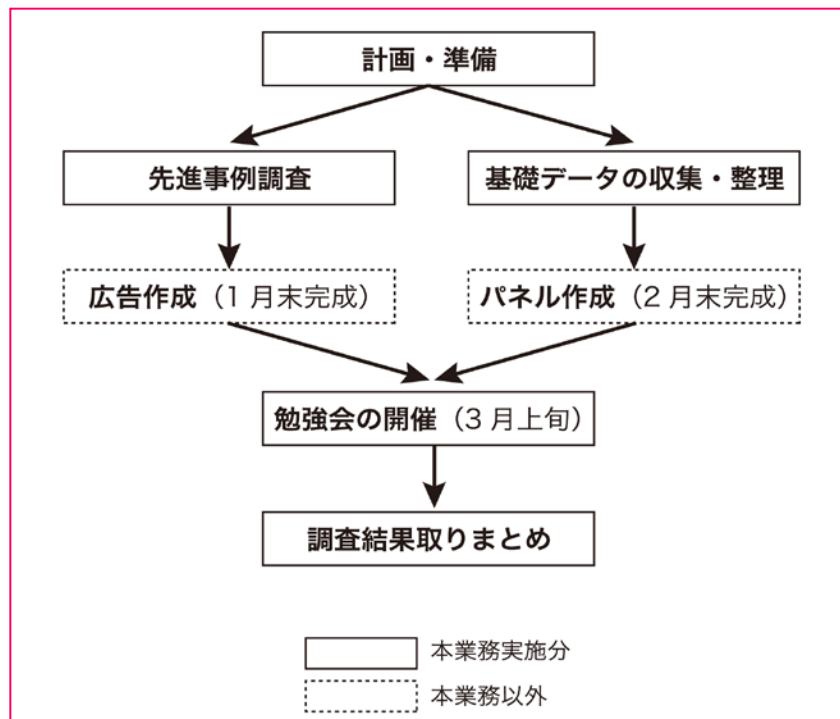 計画・準備
先進事例調査
基礎データの収集・整理
広告作成（1 月末完成）
パネル作成（2 月末完成）
勉強会の開催（3 月上旬）
調査結果取りまとめ
本業務実施分
本業務以外